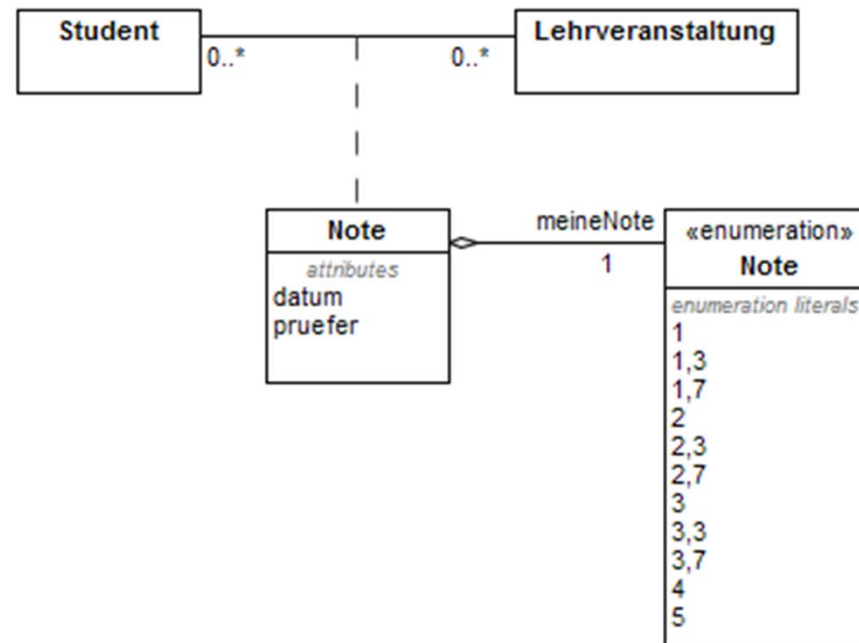 Student
Lehrveranstaltung
0..*
0..*
Note
attributes
datum
pruefer
meineNote
1
«enumeration»
Note
enumeration literals
1
1,3
1,7
2
2,3
2,7
3
3,3
3,7
4
5